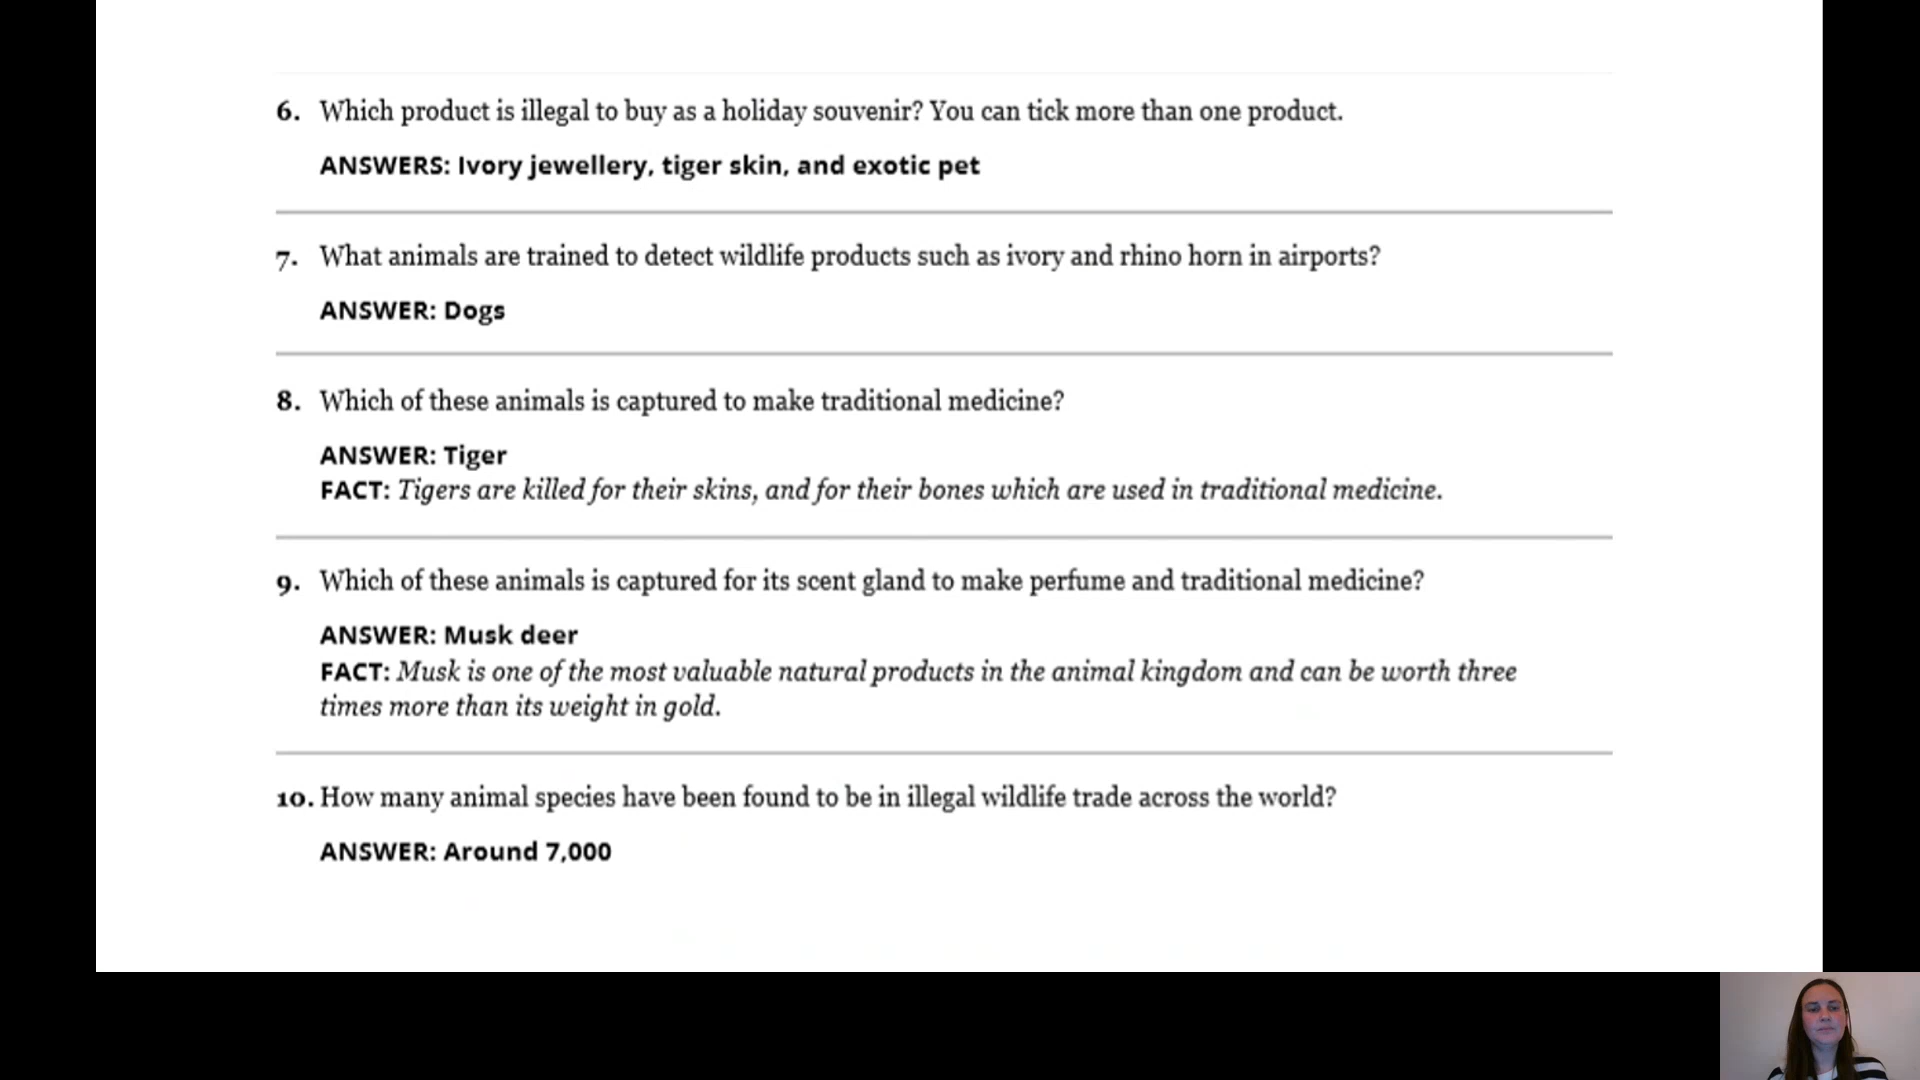 6. Which product is illegal to buy as a holiday souvenir? You can tick more than one product.
ANSWERS: Ivory jewellery, tiger skin, and exotic pet
7. What animals are trained to detect wildlife products such as ivory and rhino horn in airports?
ANSWER: Dogs
8. Which of these animals is captured to make traditional medicine?
ANSWER: Tiger
FACT: Tigers are killed for their skins, and for their bones which are used in traditional medicine.
9. Which of these animals is captured for its scent gland to make perfume and traditional medicine?
ANSWER: Musk deer
FACT: Musk is one of the most valuable natural products in the animal kingdom and can be worth three
times more than its weight in gold.
10. How many animal species have been found to be in illegal wildlife trade across the world?
ANSWER: Around 7,000